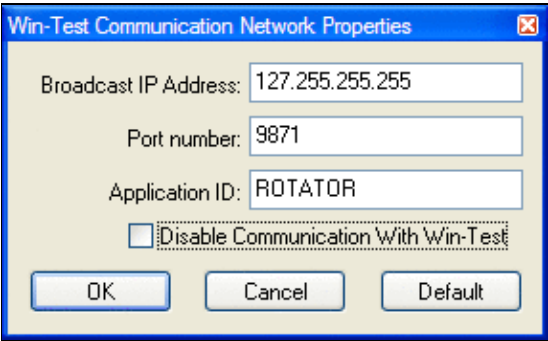 Win-Test Communication Network Properties
Broadcast IP Address: 127.255.255.255
Port number: 9871
Application ID: ROTATOR
Disable Communication With Win-Test
OK Cancel Default